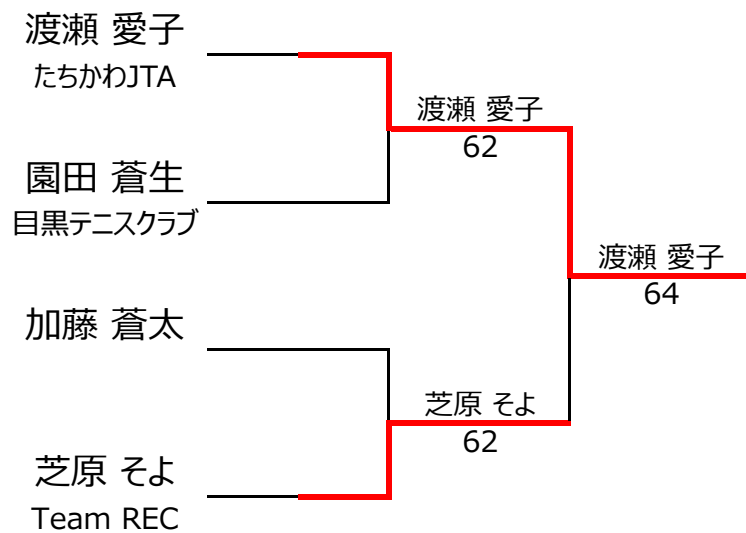 渡瀬 愛子
たちかわJTA
渡瀬 愛子
62
園田 蒼生
目黒テニスクラブ
渡瀬 愛子
64
加藤 蒼太
芝原 そよ
62
芝原 そよ
Team REC